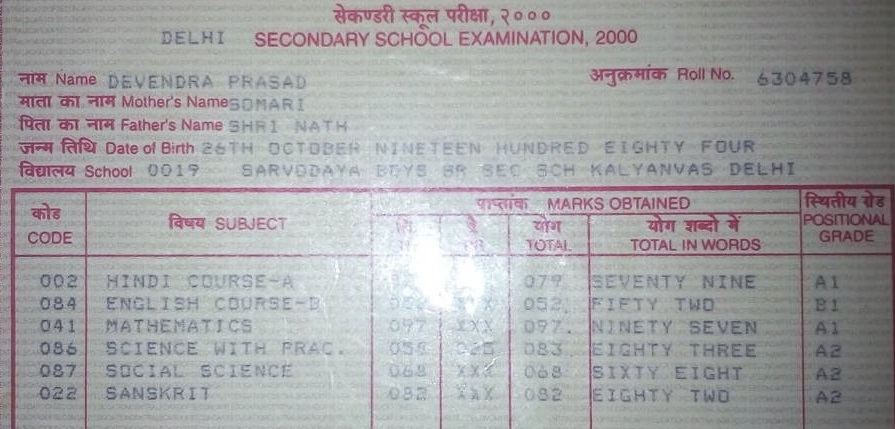 सेकण्डरी स्कूल परीक्षा, २०००
DELHI SECONDARY SCHOOL EXAMINATION, 2000
नाम Name DEVENDRA PRASAD अनुक्रमांक Roll No. 6304758
माता का नाम Mother's Name SOMARI
पिता का नाम Father's Name SHRI NATH
जन्म तिथि Date of Birth 26TH OCTOBER NINETEEN HUNDRED EIGHTY FOUR
विद्यालय School 0019 SARVODAYA BOYS SR SEC SCH KALYANVAS DELHI
कोड CODE विषय SUBJECT प्राप्तांक MARKS OBTAINED स्थितीय ग्रेड POSITIONAL GRADE
PR योग TOTAL योग शब्दो में TOTAL IN WORDS
002 HINDI COURSE-A 079 SEVENTY NINE A1
084 ENGLISH COURSE-B 052 XXX 052. FIFTY TWO B1
041 MATHEMATICS 097 XXX 097. NINETY SEVEN A1
086 SCIENCE WITH PRAC. 058 025 083 EIGHTY THREE A2
087 SOCIAL SCIENCE 068 XXX 068 SIXTY EIGHT A2
022 SANSKRIT 082 XXX 082 EIGHTY TWO A2